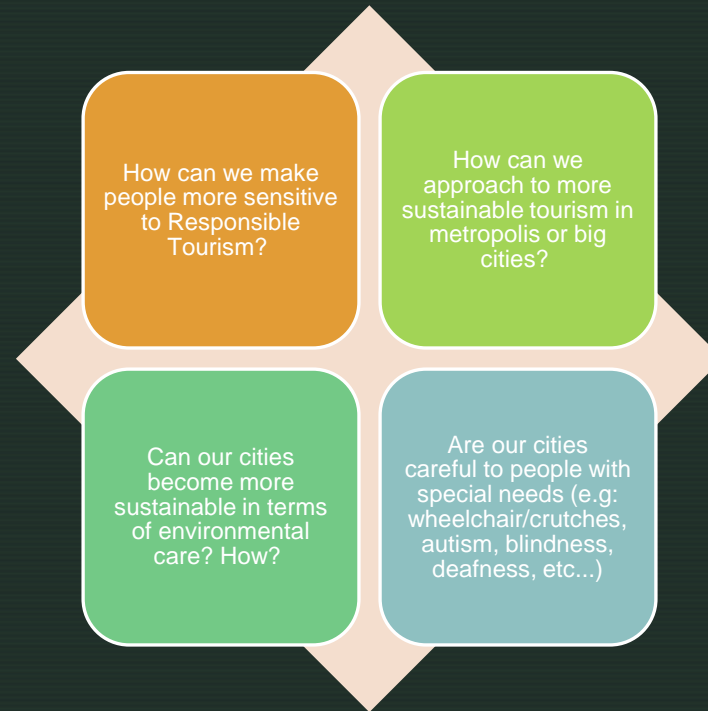 How can we make
people more sensitive
to Responsible
Tourism?
How can we
approach to more
sustainable tourism in
metropolis or big
cities?
Can our cities
become more
sustainable in terms
of environmental
care? How?
Are our cities
careful to people with
special needs (e.g:
wheelchair/crutches,
autism, blindness,
deafness, etc...)